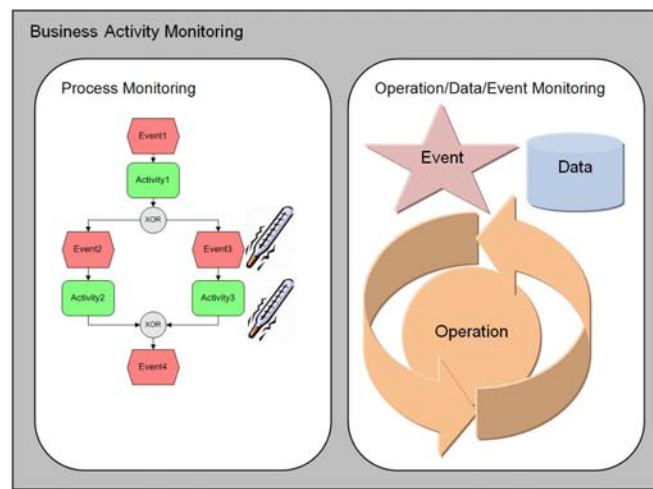 Business Activity Monitoring
Process Monitoring
Event1
Activity1
XOR
Event2
Event3
Activity2
Activity3
XOR
Event4
Operation/Data/Event Monitoring
Event
Data
Operation